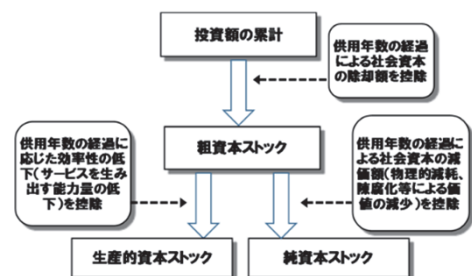 投資額の累計
供用年数の経過
による社会資本
の除却額を控除
粗資本ストック
供用年数の経過に
応じた効率性の低
下(サービスを生み
出す能力量の低
下)を控除
供用年数の経過に
よる社会資本の減
価額(物理的減耗、
陳腐化等による価
値の減少)を控除
生産的資本ストック
純資本ストック